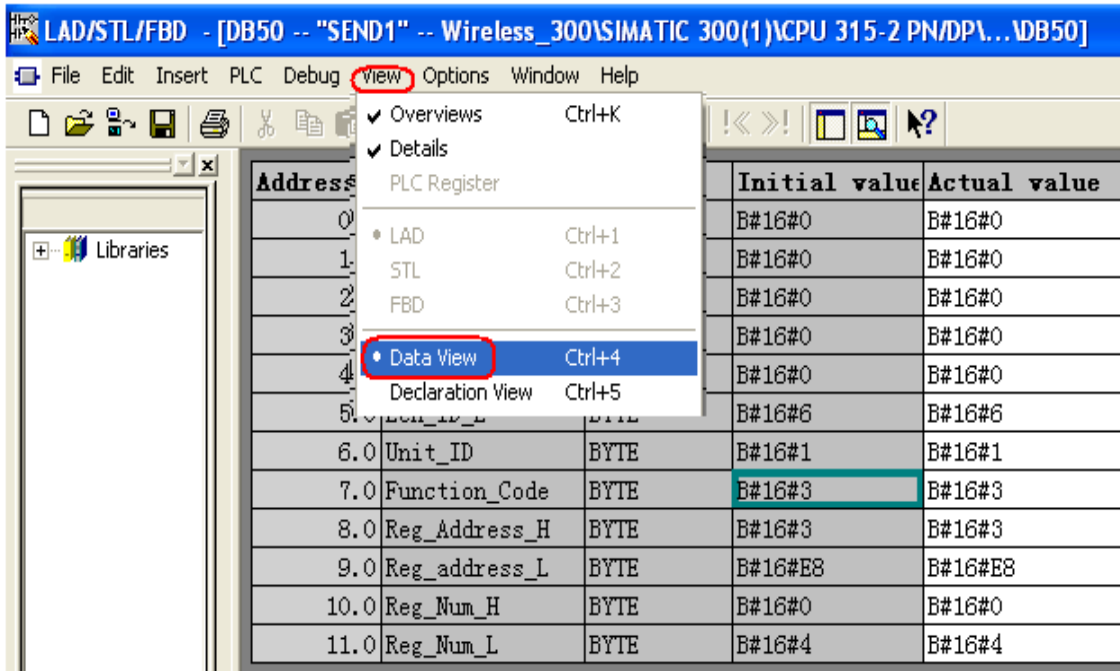 LAD/STL/FBD - [DB50 -- "SEND1" -- Wireless_300\SIMATIC 300(1)\CPU 315-2 PN/DP\...\DB50]
File Edit Insert PLC Debug View Options Window Help
Overviews Ctrl+K
Details
PLC Register
LAD Ctrl+1
STL Ctrl+2
FBD Ctrl+3
Data View Ctrl+4
Declaration View Ctrl+5
Libraries
Address Initial value Actual value
0 B#16#0 B#16#0
1 B#16#0 B#16#0
2 B#16#0 B#16#0
3 B#16#0 B#16#0
4 B#16#0 B#16#0
5.0 BYTE B#16#6 B#16#6
6.0 Unit_ID BYTE B#16#1 B#16#1
7.0 Function_Code BYTE B#16#3 B#16#3
8.0 Reg_Address_H BYTE B#16#3 B#16#3
9.0 Reg_address_L BYTE B#16#E8 B#16#E8
10.0 Reg_Num_H BYTE B#16#0 B#16#0
11.0 Reg_Num_L BYTE B#16#4 B#16#4